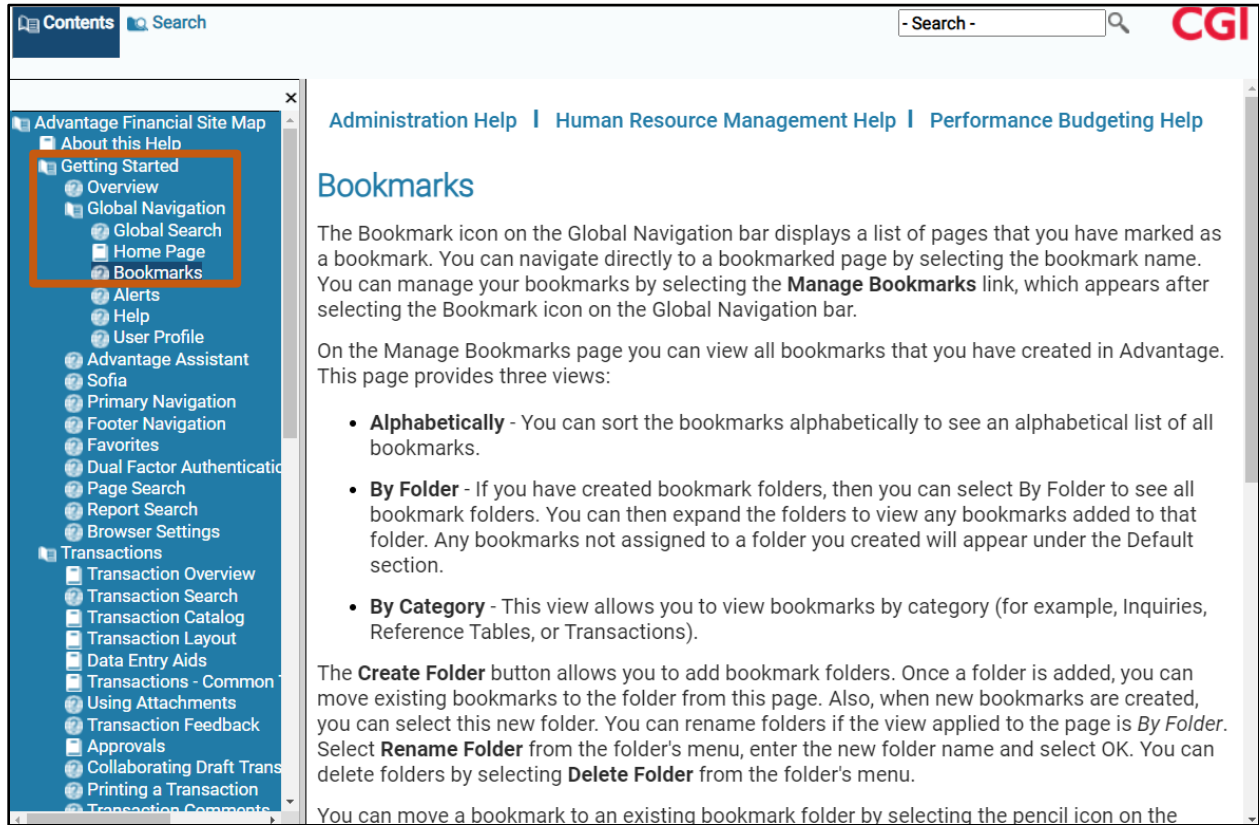 Contents Search
- Search -
CGI
Advantage Financial Site Map
About this Help
Getting Started
Overview
Global Navigation
Global Search
Home Page
Bookmarks
Alerts
Help
User Profile
Advantage Assistant
Sofia
Primary Navigation
Footer Navigation
Favorites
Dual Factor Authenticatic
Page Search
Report Search
Browser Settings
Transactions
Transaction Overview
Transaction Search
Transaction Catalog
Transaction Layout
Data Entry Aids
Transactions - Common
Using Attachments
Transaction Feedback
Approvals
Collaborating Draft Trans
Printing a Transaction
Transaction Comments
Administration Help | Human Resource Management Help | Performance Budgeting Help
Bookmarks
The Bookmark icon on the Global Navigation bar displays a list of pages that you have marked as
a bookmark. You can navigate directly to a bookmarked page by selecting the bookmark name.
You can manage your bookmarks by selecting the Manage Bookmarks link, which appears after
selecting the Bookmark icon on the Global Navigation bar.
On the Manage Bookmarks page you can view all bookmarks that you have created in Advantage.
This page provides three views:
• Alphabetically - You can sort the bookmarks alphabetically to see an alphabetical list of all
bookmarks.
• By Folder - If you have created bookmark folders, then you can select By Folder to see all
bookmark folders. You can then expand the folders to view any bookmarks added to that
folder. Any bookmarks not assigned to a folder you created will appear under the Default
section.
• By Category - This view allows you to view bookmarks by category (for example, Inquiries,
Reference Tables, or Transactions).
The Create Folder button allows you to add bookmark folders. Once a folder is added, you can
move existing bookmarks to the folder from this page. Also, when new bookmarks are created,
you can select this new folder. You can rename folders if the view applied to the page is By Folder.
Select Rename Folder from the folder's menu, enter the new folder name and select OK. You can
delete folders by selecting Delete Folder from the folder's menu.
You can move a bookmark to an existing bookmark folder by selecting the pencil icon on the